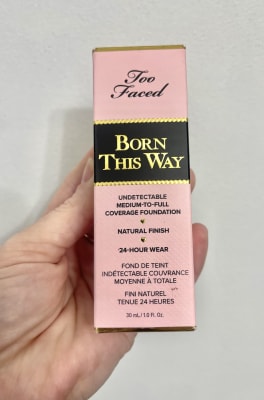 Too
Faced
BORN
THIS WAY
UNDETECTABLE
MEDIUM-TO-FULL
COVERAGE FOUNDATION
NATURAL FINISH
24-HOUR WEAR
FOND DE TEINT
INDÉTECTABLE COUVRANCE
MOYENNE À TOTALE
FINI NATUREL
TENUE 24 HEURES
30 mL/1.0 fl. Oz.